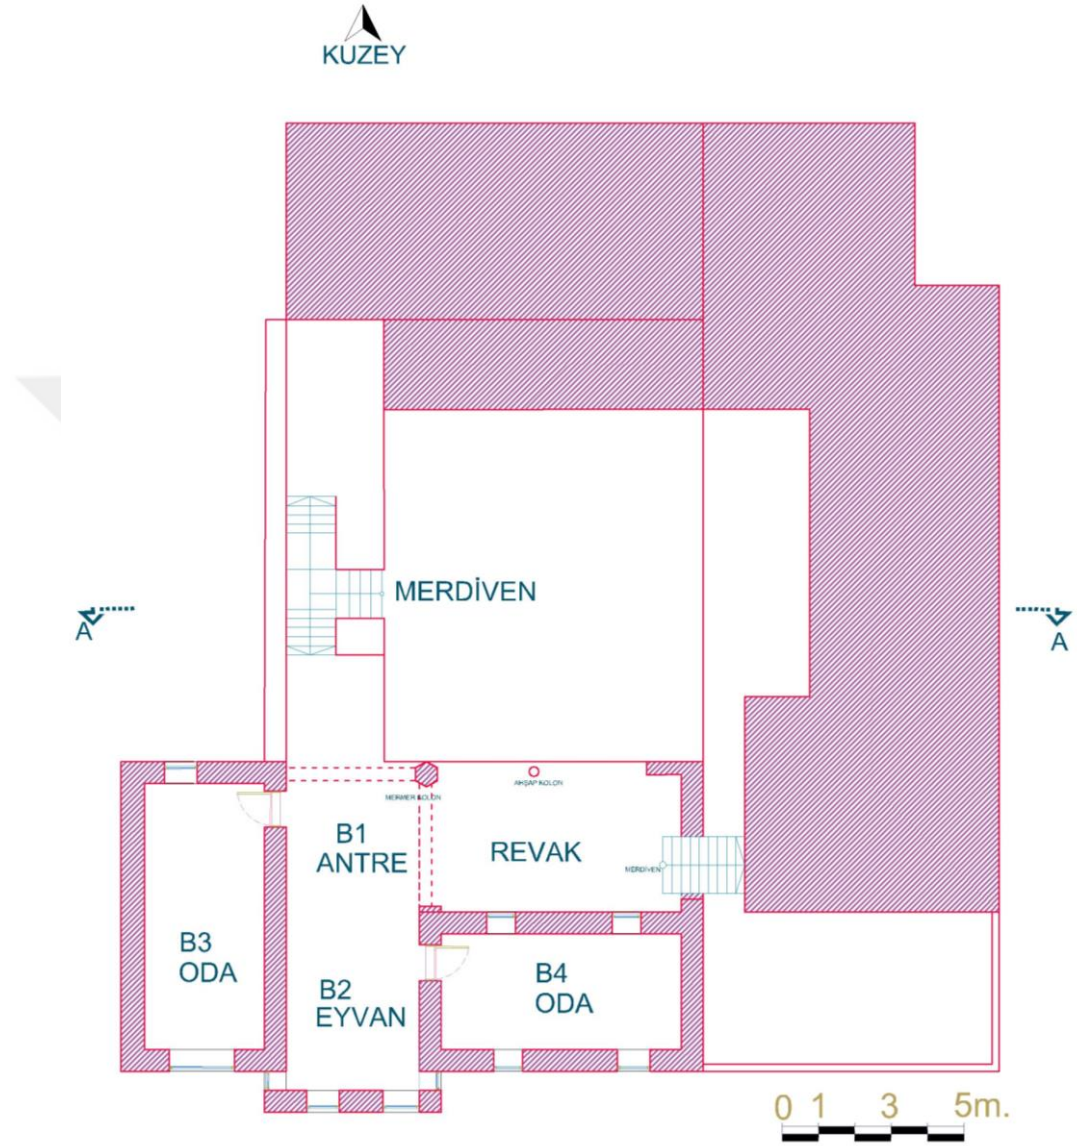 KUZEY
MERDİVEN
A
A
MERMER KOLON
AHŞAP KOLON
B1
ANTRE
REVAK
MERDİVEN
B3
ODA
B2
EYVAN
B4
ODA
0 1 3 5m.